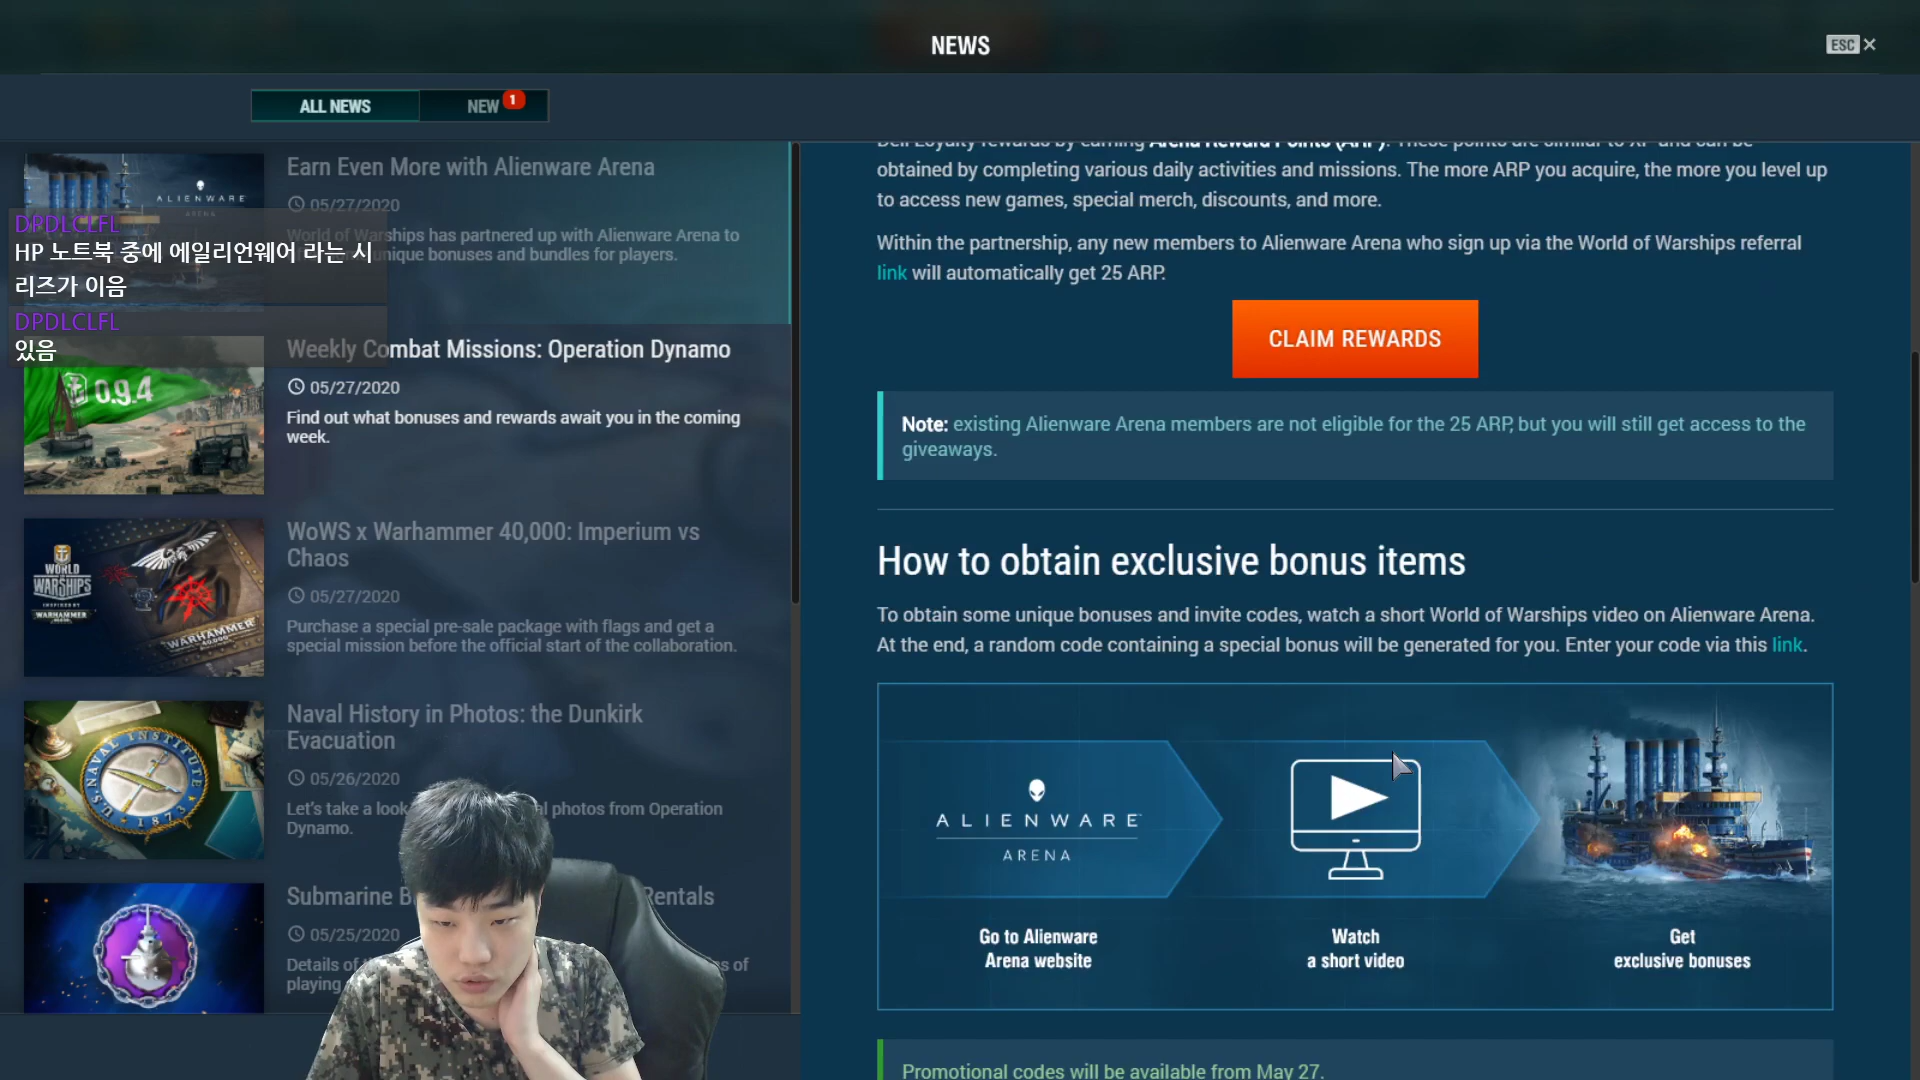 NEWS
ESC
ALL NEWS
NEW
1
Earn Even More with Alienware Arena
05/27/2020
World of Warships has partnered up with Alienware Arena to
unique bonuses and bundles for players.
ALIENWARE
ARENA
DPDLCLFL
HP 노트북 중에 에일리언웨어 라는 시
리즈가 이음
DPDLCLFL
있음
0.9.4
Weekly Combat Missions: Operation Dynamo
05/27/2020
Find out what bonuses and rewards await you in the coming
week.
WORLD
OF
WARSHIPS
INSPIRED BY
WARHAMMER
40,000
WARHAMMER
40,000
WoWS x Warhammer 40,000: Imperium vs
Chaos
05/27/2020
Purchase a special pre-sale package with flags and get a
special mission before the official start of the collaboration.
U.S. NAVAL INSTITUTE
1873
Naval History in Photos: the Dunkirk
Evacuation
05/26/2020
Let's take a look al photos from Operation
Dynamo.
Submarine B Rentals
05/25/2020
Details of s of
playing
Dell Loyalty rewards by earning Arena Reward Points (ARP). These points are similar to XP and can be
obtained by completing various daily activities and missions. The more ARP you acquire, the more you level up
to access new games, special merch, discounts, and more.
Within the partnership, any new members to Alienware Arena who sign up via the World of Warships referral
link will automatically get 25 ARP.
CLAIM REWARDS
Note: existing Alienware Arena members are not eligible for the 25 ARP, but you will still get access to the
giveaways.
How to obtain exclusive bonus items
To obtain some unique bonuses and invite codes, watch a short World of Warships video on Alienware Arena.
At the end, a random code containing a special bonus will be generated for you. Enter your code via this link.
ALIENWARE
ARENA
Go to Alienware
Arena website
Watch
a short video
Get
exclusive bonuses
Promotional codes will be available from May 27.